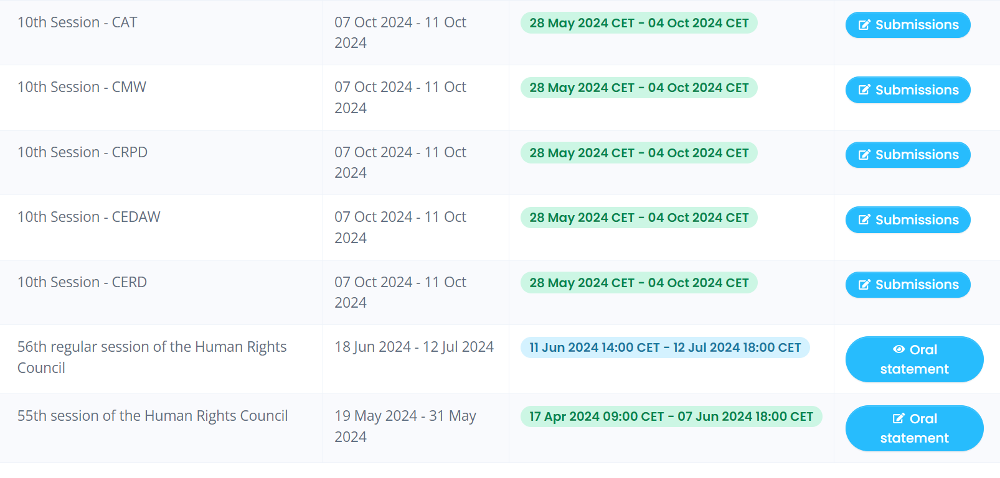 10th Session - CAT
07 Oct 2024 - 11 Oct
2024
28 May 2024 CET - 04 Oct 2024 CET
Submissions
10th Session - CMW
07 Oct 2024 - 11 Oct
2024
28 May 2024 CET - 04 Oct 2024 CET
Submissions
10th Session - CRPD
07 Oct 2024 - 11 Oct
2024
28 May 2024 CET - 04 Oct 2024 CET
Submissions
10th Session - CEDAW
07 Oct 2024 - 11 Oct
2024
28 May 2024 CET - 04 Oct 2024 CET
Submissions
10th Session - CERD
07 Oct 2024 - 11 Oct
2024
28 May 2024 CET - 04 Oct 2024 CET
Submissions
56th regular session of the Human Rights
Council
18 Jun 2024 - 12 Jul 2024
11 Jun 2024 14:00 CET - 12 Jul 2024 18:00 CET
Oral
statement
55th session of the Human Rights Council
19 May 2024 - 31 May
2024
17 Apr 2024 09:00 CET - 07 Jun 2024 18:00 CET
Oral
statement